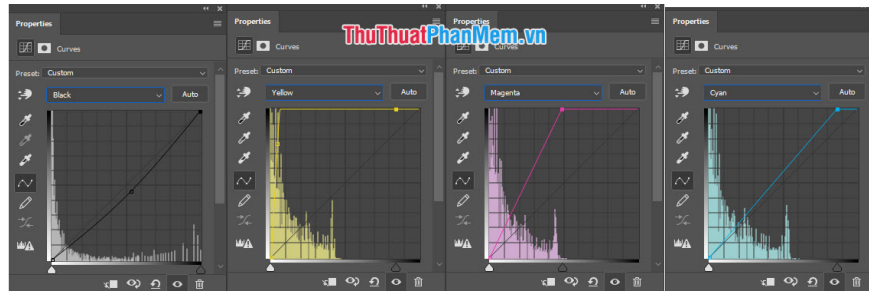 ThuThuatPhanMem.vn
Properties
Curves
Preset: Custom
Black
Auto
Properties
Curves
Preset: Custom
Yellow
Auto
Properties
Curves
Preset: Custom
Magenta
Auto
Properties
Curves
Preset: Custom
Cyan
Auto